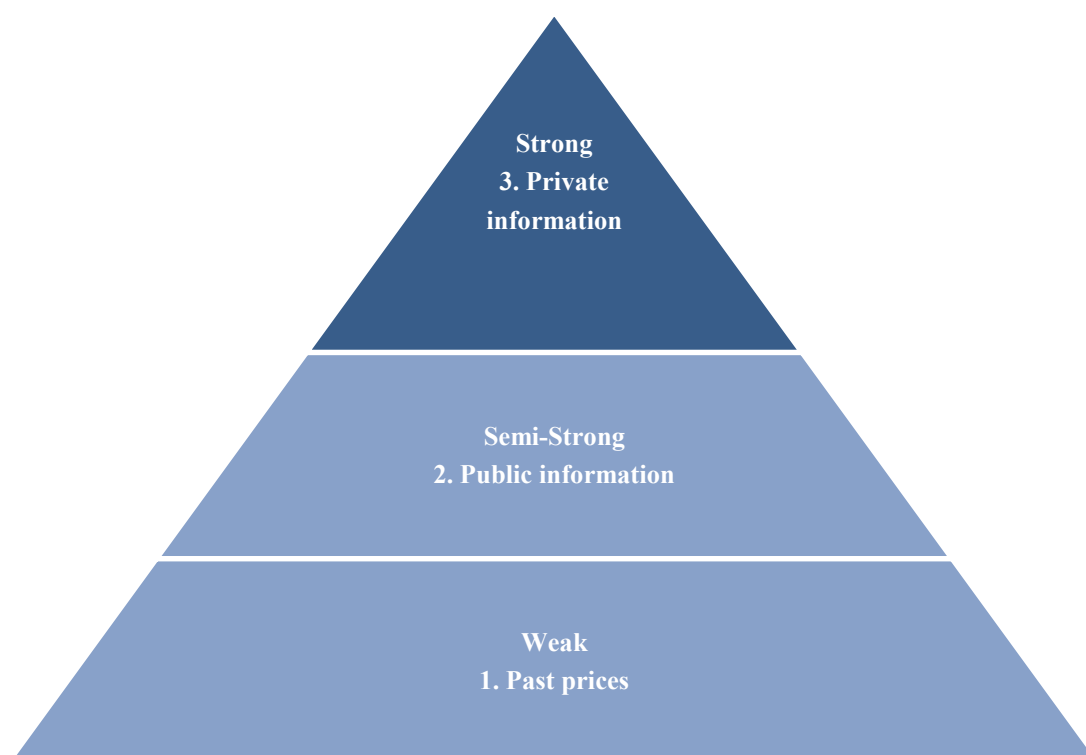 Strong
3. Private
information
Semi-Strong
2. Public information
Weak
1. Past prices